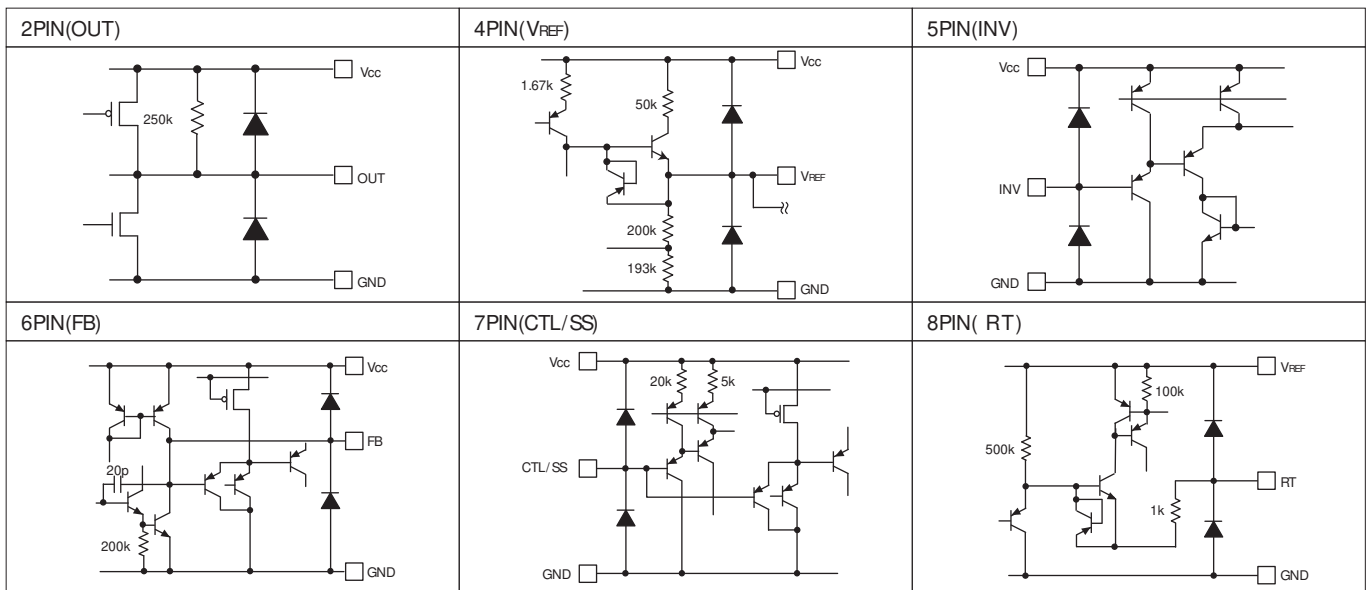 2PIN(OUT)
Vcc
250k
OUT
GND
4PIN(VREF)
Vcc
1.67k
50k
VREF
200k
193k
GND
5PIN(INV)
Vcc
INV
GND
6PIN(FB)
Vcc
FB
20p
200k
GND
7PIN(CTL/SS)
Vcc
20k
5k
CTL/SS
GND
8PIN( RT)
VREF
100k
500k
RT
1k
GND